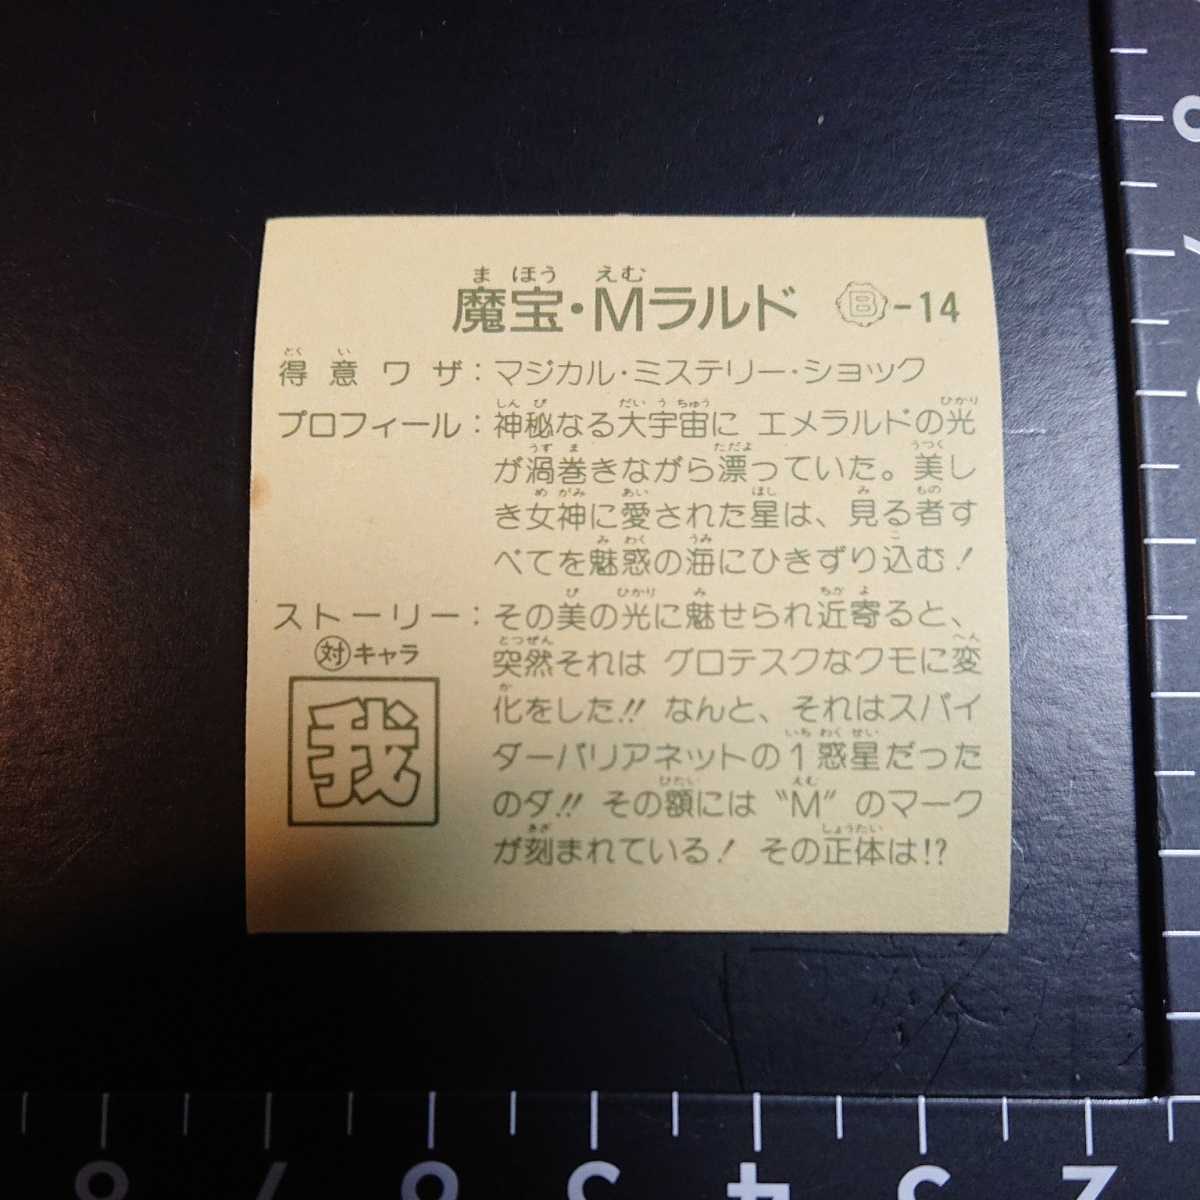 魔宝・Mラルド Ⓑ-14
得意ワザ：マジカル・ミステリー・ショック
プロフィール：神秘なる大宇宙に エメラルドの光
が渦巻きながら漂っていた。美し
き女神に愛された星は、見る者す
べてを魅惑の海にひきずり込む！
ストーリー：その美の光に魅せられ近寄ると、
㊟キャラ
突然それは グロテスクなクモに変
化をした!! なんと、それはスパイ
ダーバリアネットの1惑星だった
のダ!! その額には〝M〞のマーク
が刻まれている！ その正体は!?
我
8 7 6 5 4 3 2